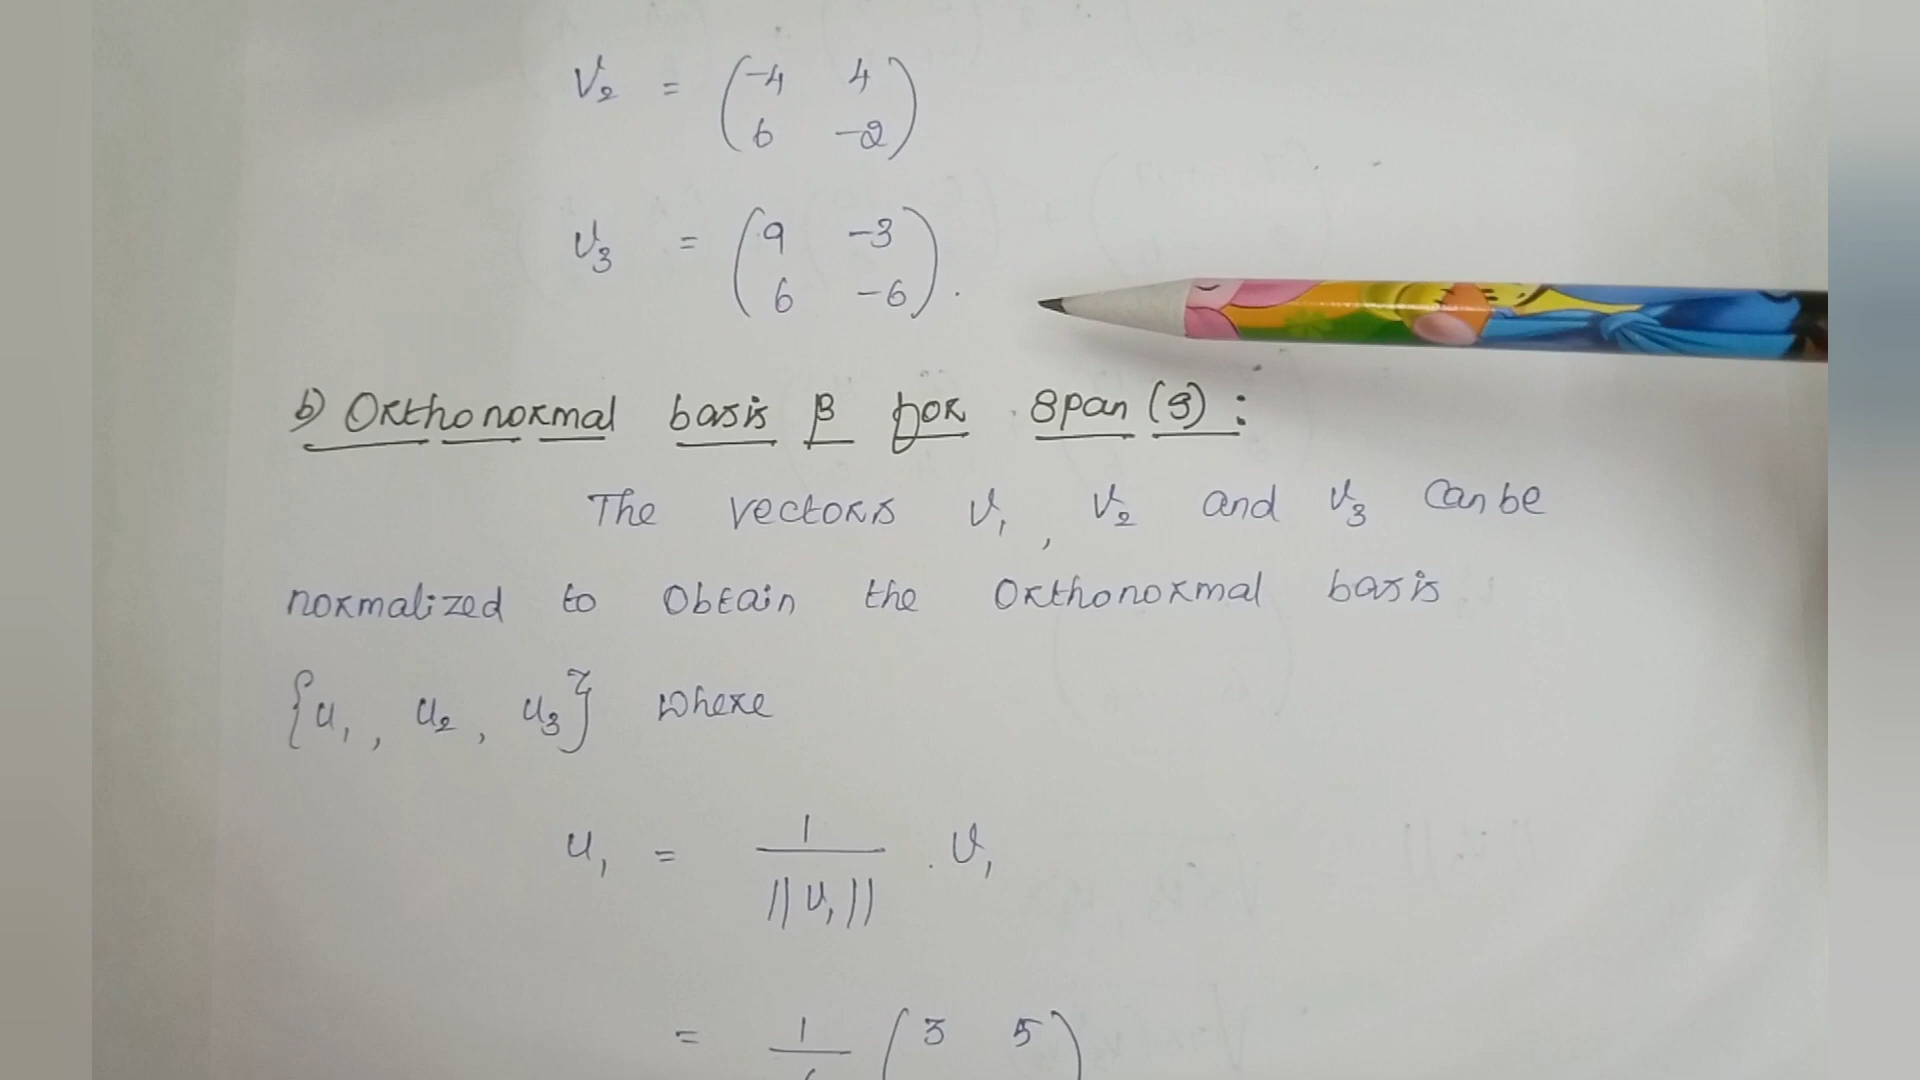 V₂ = (-4 4
6 -2)
V₃ = (9 -3
6 -6).
b) Orthonormal basis β for Span (S) :
The vectors V₁, V₂ and V₃ Can be
normalized to Obtain the Orthonormal basis
{u₁, u₂, u₃} where
u₁ = 1/||V₁|| . V₁
= 1 (3 5)